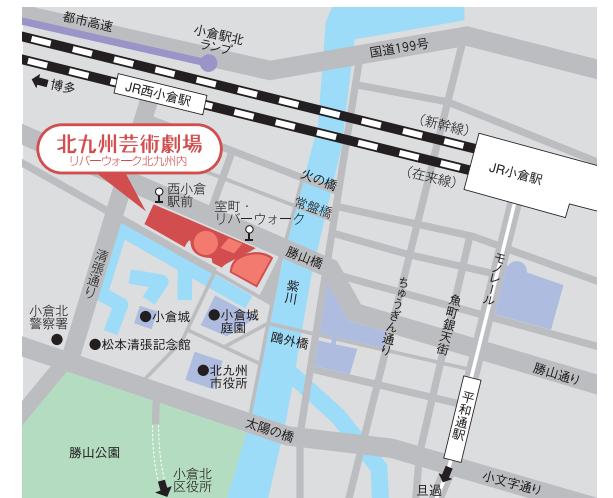 都市高速
小倉駅北
ランプ
国道199号
博多
JR西小倉駅
(新幹線)
(在来線)
JR小倉駅
北九州芸術劇場
リバーウォーク北九州内
西小倉
駅前
室町・
リバーウォーク
火の橋
常盤橋
勝山橋
紫川
清張通り
モノレール
ちゅうぎん通り
魚町銀天街
小倉北
警察署
小倉城
小倉城
庭園
松本清張記念館
鴎外橋
北九州
市役所
勝山通り
平和通駅
太陽の橋
勝山公園
小倉北
区役所
旦過
小文字通り